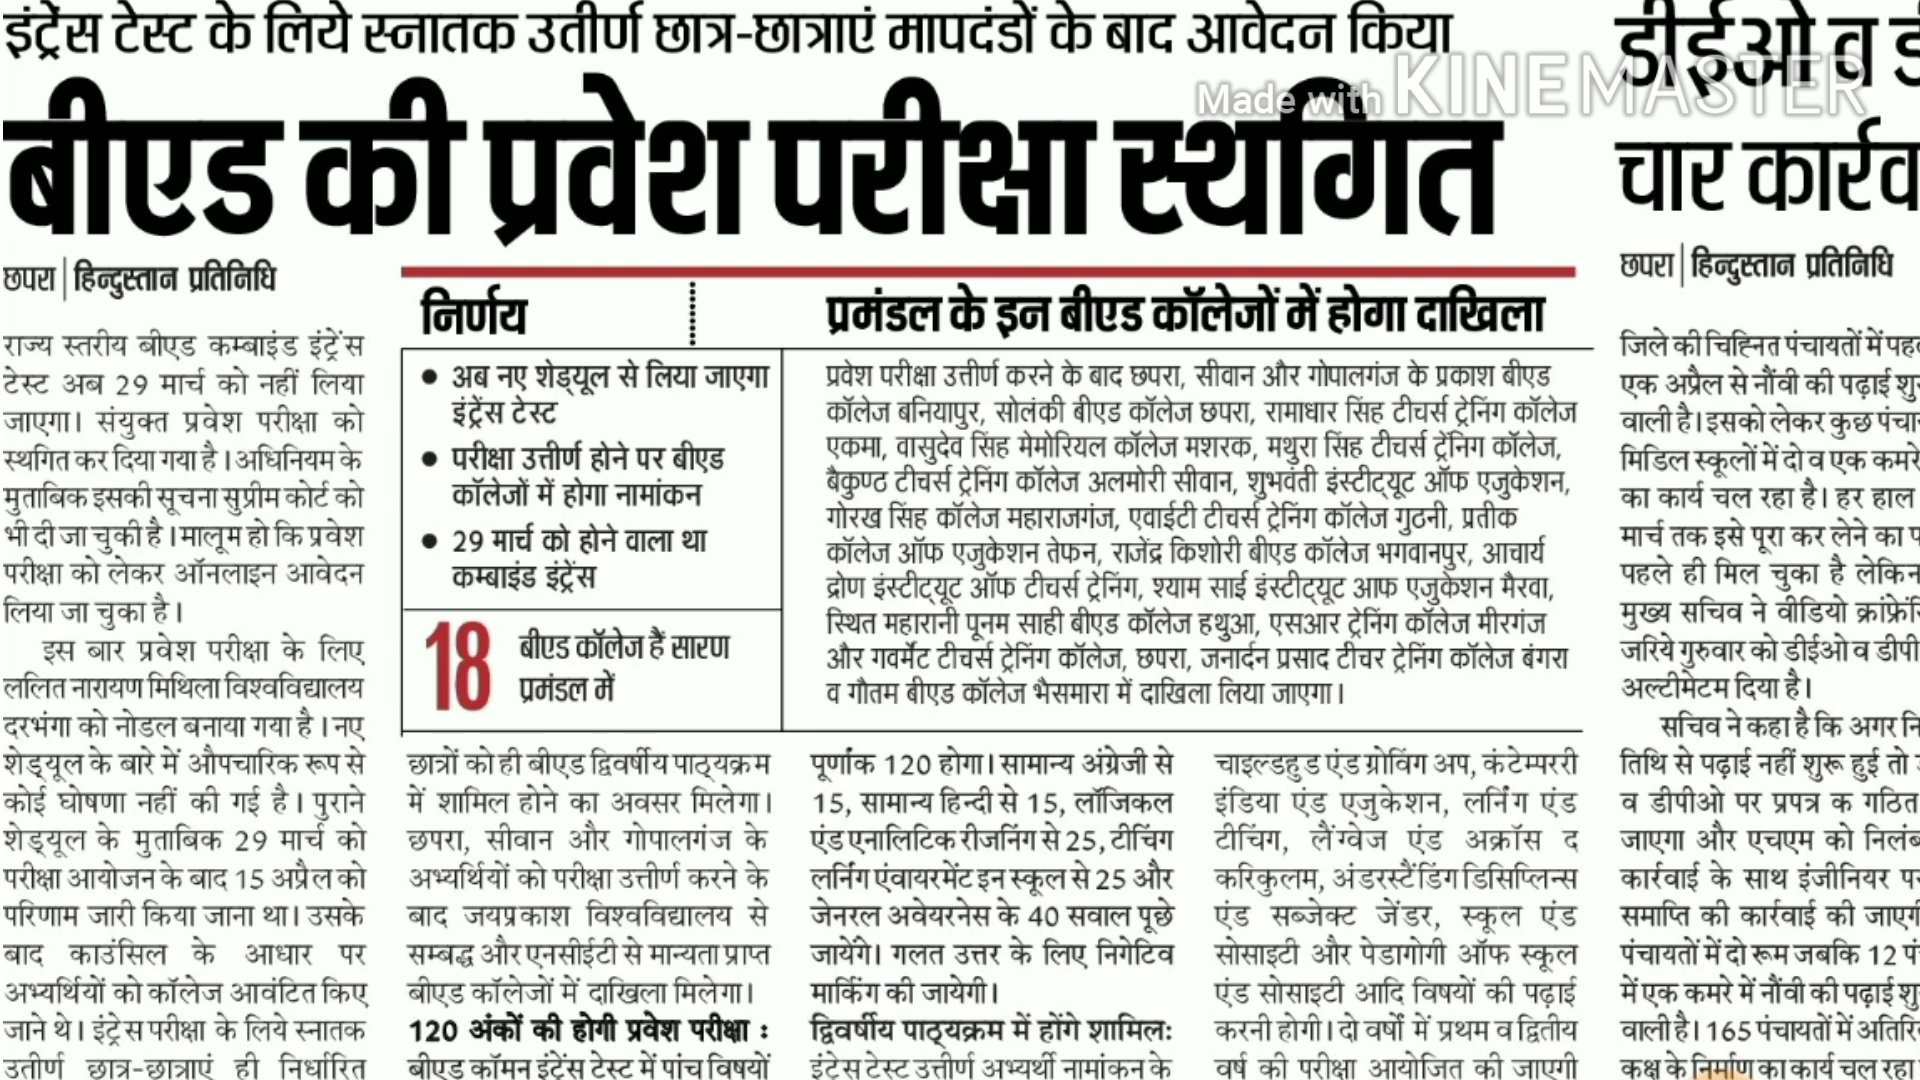 इंट्रेंस टेस्ट के लिये स्नातक उतीर्ण छात्र-छात्राएं मापदंडों के बाद आवेदन किया
बीएड की प्रवेश परीक्षा स्थगित
Made with KINEMASTER
छपरा | हिन्दुस्तान प्रतिनिधि
राज्य स्तरीय बीएड कम्बाइंड इंट्रेंस
टेस्ट अब 29 मार्च को नहीं लिया
जाएगा। संयुक्त प्रवेश परीक्षा को
स्थगित कर दिया गया है। अधिनियम के
मुताबिक इसकी सूचना सुप्रीम कोर्ट को
भी दी जा चुकी है। मालूम हो कि प्रवेश
परीक्षा को लेकर ऑनलाइन आवेदन
लिया जा चुका है।
इस बार प्रवेश परीक्षा के लिए
ललित नारायण मिथिला विश्वविद्यालय
दरभंगा को नोडल बनाया गया है। नए
शेड्यूल के बारे में औपचारिक रूप से
कोई घोषणा नहीं की गई है। पुराने
शेड्यूल के मुताबिक 29 मार्च को
परीक्षा आयोजन के बाद 15 अप्रैल को
परिणाम जारी किया जाना था। उसके
बाद काउंसिल के आधार पर
अभ्यर्थियों को कॉलेज आवंटित किए
जाने थे। इंट्रेस परीक्षा के लिये स्नातक
उतीर्ण छात्र-छात्राएं ही निर्धारित
निर्णय
• अब नए शेड्यूल से लिया जाएगा
इंट्रेंस टेस्ट
• परीक्षा उत्तीर्ण होने पर बीएड
कॉलेजों में होगा नामांकन
• 29 मार्च को होने वाला था
कम्बाइंड इंट्रेंस
18 बीएड कॉलेज हैं सारण
प्रमंडल में
प्रमंडल के इन बीएड कॉलेजों में होगा दाखिला
प्रवेश परीक्षा उत्तीर्ण करने के बाद छपरा, सीवान और गोपालगंज के प्रकाश बीएड
कॉलेज बनियापुर, सोलंकी बीएड कॉलेज छपरा, रामाधार सिंह टीचर्स ट्रेनिंग कॉलेज
एकमा, वासुदेव सिंह मेमोरियल कॉलेज मशरक, मथुरा सिंह टीचर्स ट्रेंनिग कॉलेज,
बैकुण्ठ टीचर्स ट्रेनिंग कॉलेज अलमोरी सीवान, शुभवंती इंस्टीट्यूट ऑफ एजुकेशन,
गोरख सिंह कॉलेज महाराजगंज, एवाईटी टीचर्स ट्रेनिंग कॉलेज गुठनी, प्रतीक
कॉलेज ऑफ एजुकेशन तेफन, राजेंद्र किशोरी बीएड कॉलेज भगवानपुर, आचार्य
द्रोण इंस्टीट्यूट ऑफ टीचर्स ट्रेनिंग, श्याम साई इंस्टीट्यूट आफ एजुकेशन मैरवा,
स्थित महारानी पूनम साही बीएड कॉलेज हथुआ, एसआर ट्रेनिंग कॉलेज मीरगंज
और गवर्मेंट टीचर्स ट्रेनिंग कॉलेज, छपरा, जनार्दन प्रसाद टीचर ट्रेनिंग कॉलेज बंगरा
व गौतम बीएड कॉलेज भैसमारा में दाखिला लिया जाएगा।
छात्रों को ही बीएड द्विवर्षीय पाठ्यक्रम
में शामिल होने का अवसर मिलेगा।
छपरा, सीवान और गोपालगंज के
अभ्यर्थियों को परीक्षा उत्तीर्ण करने के
बाद जयप्रकाश विश्वविद्यालय से
सम्बद्ध और एनसीईटी से मान्यता प्राप्त
बीएड कॉलेजों में दाखिला मिलेगा।
120 अंकों की होगी प्रवेश परीक्षा :
बीएड कॉमन इंट्रेंस टेस्ट में पांच विषयों
पूर्णांक 120 होगा। सामान्य अंग्रेजी से
15, सामान्य हिन्दी से 15, लॉजिकल
एंड एनालिटिक रीजनिंग से 25, टीचिंग
लर्निंग एंवायरमेंट इन स्कूल से 25 और
जेनरल अवेयरनेस के 40 सवाल पूछे
जायेंगे। गलत उत्तर के लिए निगेटिव
मार्किंग की जायेगी।
द्विवर्षीय पाठ्यक्रम में होंगे शामिल:
इंट्रेंस टेस्ट उत्तीर्ण अभ्यर्थी नामांकन के
चाइल्डहुड एंड ग्रोविंग अप, कंटेम्पररी
इंडिया एंड एजुकेशन, लर्निंग एंड
टीचिंग, लैंग्वेज एंड अक्रॉस द
करिकुलम, अंडरस्टैंडिंग डिसिप्लिन्स
एंड सब्जेक्ट जेंडर, स्कूल एंड
सोसाइटी और पेडागोगी ऑफ स्कूल
एंड सोसाइटी आदि विषयों की पढ़ाई
करनी होगी। दो वर्षों में प्रथम व द्वितीय
वर्ष की परीक्षा आयोजित की जाएगी
डीईओ व
चार
छपरा | हिन्दुस्तान प्रतिनिधि
जिले की चिह्नित पंचायतों में
एक अप्रैल से नौंवी की पढ़ाई
वाली है। इसको लेकर कुछ
मिडिल स्कूलों में दो व एक कमरे
का कार्य चल रहा है। हर हाल
मार्च तक इसे पूरा कर लेने का
पहले ही मिल चुका है लेकिन
मुख्य सचिव ने वीडियो
जरिये गुरुवार को डीईओ व डीपी
अल्टीमेटम दिया है।
सचिव ने कहा है कि अगर
तिथि से पढ़ाई नहीं शुरू हुई तो
व डीपीओ पर प्रपत्र क गठित
जाएगा और एचएम को
कार्रवाई के साथ इंजीनियर
समाप्ति की कार्रवाई की जाएगी
पंचायतों में दो रूम जबकि 12
में एक कमरे में नौंवी की पढ़ाई
वाली है। 165 पंचायतों में
कक्ष के निर्माण का कार्य चल रहा